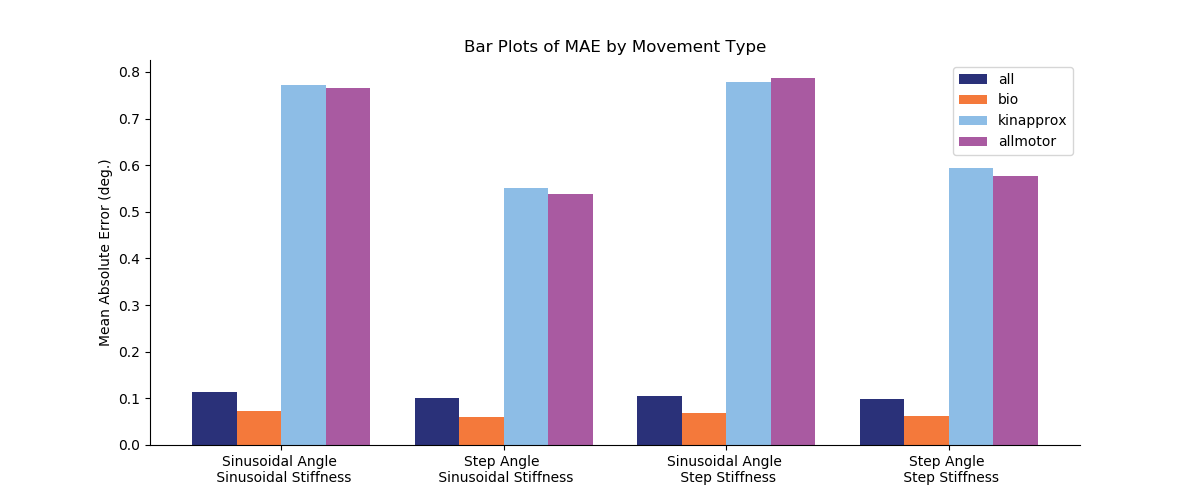 Bar Plots of MAE by Movement Type
Mean Absolute Error (deg.)
0.8
0.7
0.6
0.5
0.4
0.3
0.2
0.1
0.0
all
bio
kinapprox
allmotor
Sinusoidal Angle
Sinusoidal Stiffness
Step Angle
Sinusoidal Stiffness
Sinusoidal Angle
Step Stiffness
Step Angle
Step Stiffness